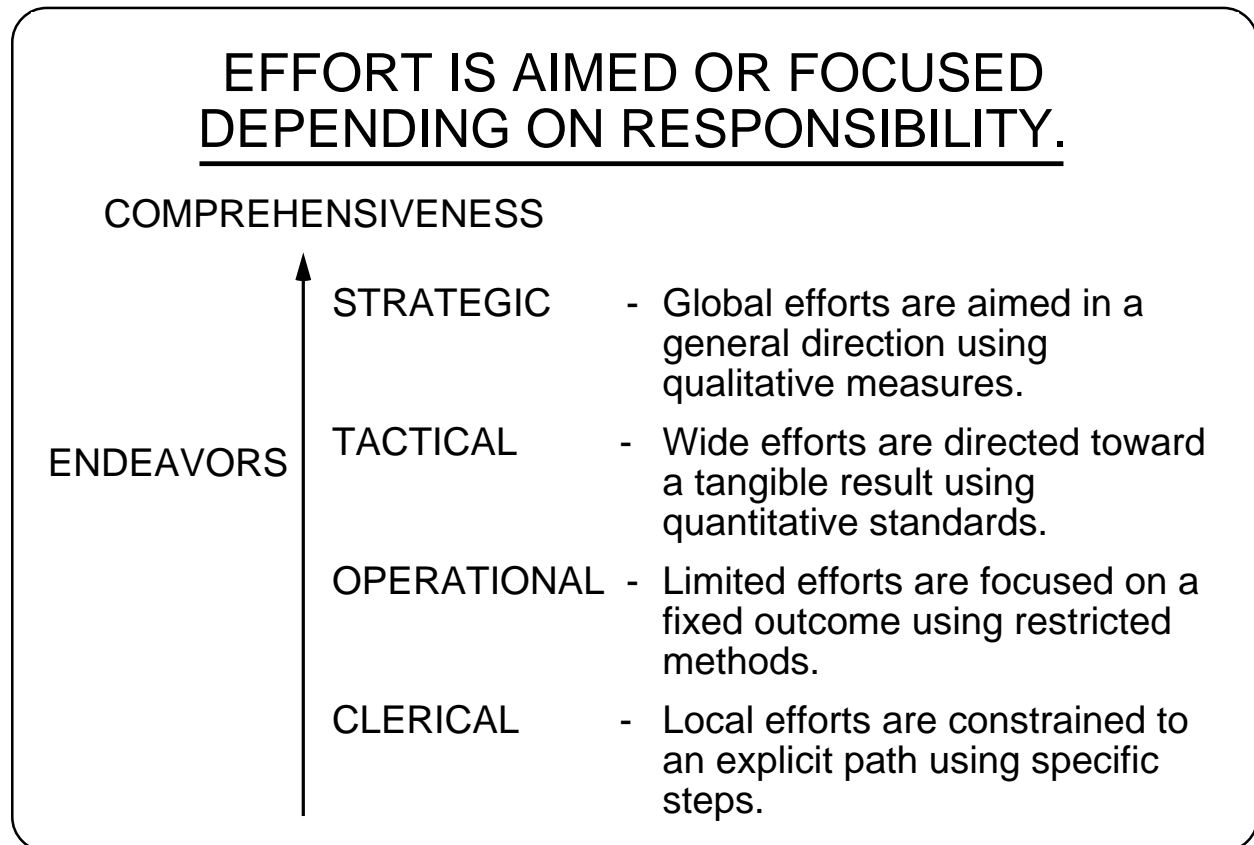 EFFORT IS AIMED OR FOCUSED
DEPENDING ON RESPONSIBILITY.
COMPREHENSIVENESS
STRATEGIC - Global efforts are aimed in a
general direction using
qualitative measures.
ENDEAVORS
TACTICAL - Wide efforts are directed toward
a tangible result using
quantitative standards.
OPERATIONAL - Limited efforts are focused on a
fixed outcome using restricted
methods.
CLERICAL - Local efforts are constrained to
an explicit path using specific
steps.